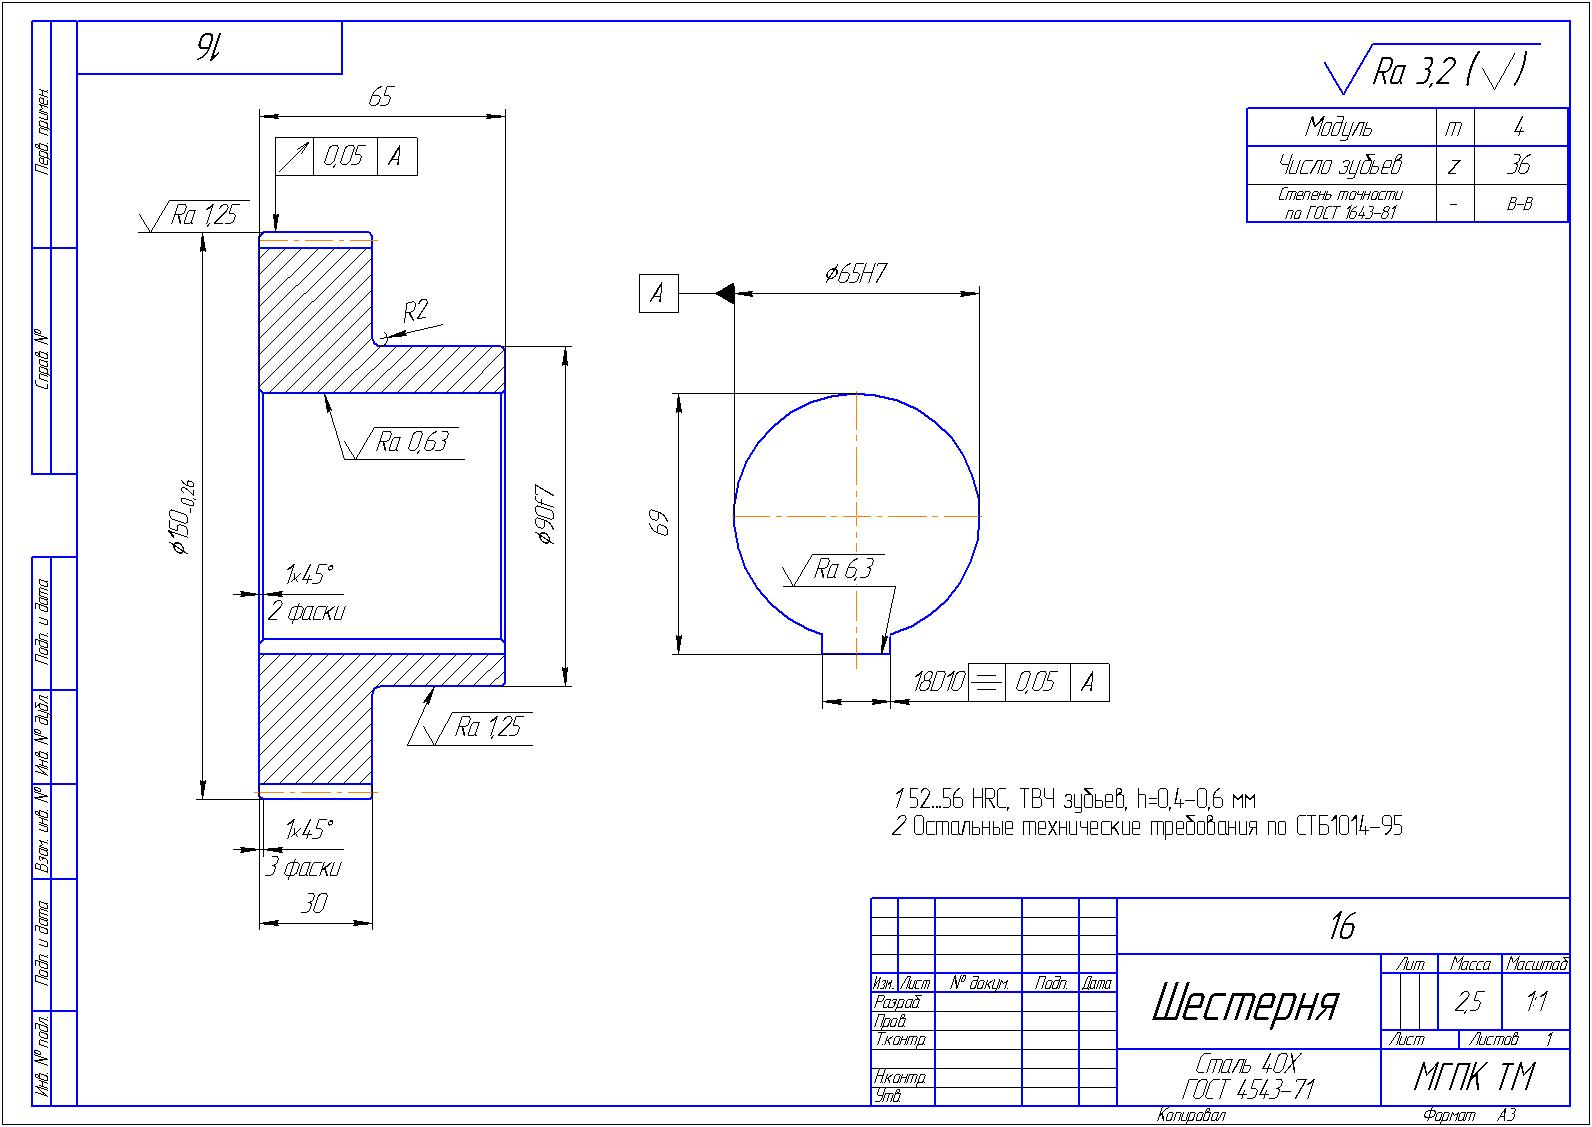 16
√Ra 3,2 (√)
Модуль m 4
Число зубьев z 36
Степень точности
по ГОСТ 1643-81 - В-В
65
0,05 А
Ra 1,25
R2
Ra 0,63
⌀150-0,26
⌀90f7
1x45°
2 фаски
Ra 1,25
1x45°
3 фаски
30
А
⌀65H7
69
Ra 6,3
18D10 0,05 А
1 52...56 HRC, ТВЧ зубьев, h=0,4-0,6 мм
2 Остальные технические требования по СТБ1014-95
Перв. примен.
Справ. №
Подп. и дата
Инв. № дубл.
Взам. инв. №
Подп. и дата
Инв. № подл.
16
Изм. Лист № докум. Подп. Дата
Разраб.
Пров.
Т.контр.
Н.контр.
Утв.
Шестерня
Лит. Масса Масштаб
2,5 1:1
Лист Листов 1
Сталь 40Х
ГОСТ 4543-71
МГПК ТМ
Копировал Формат А3